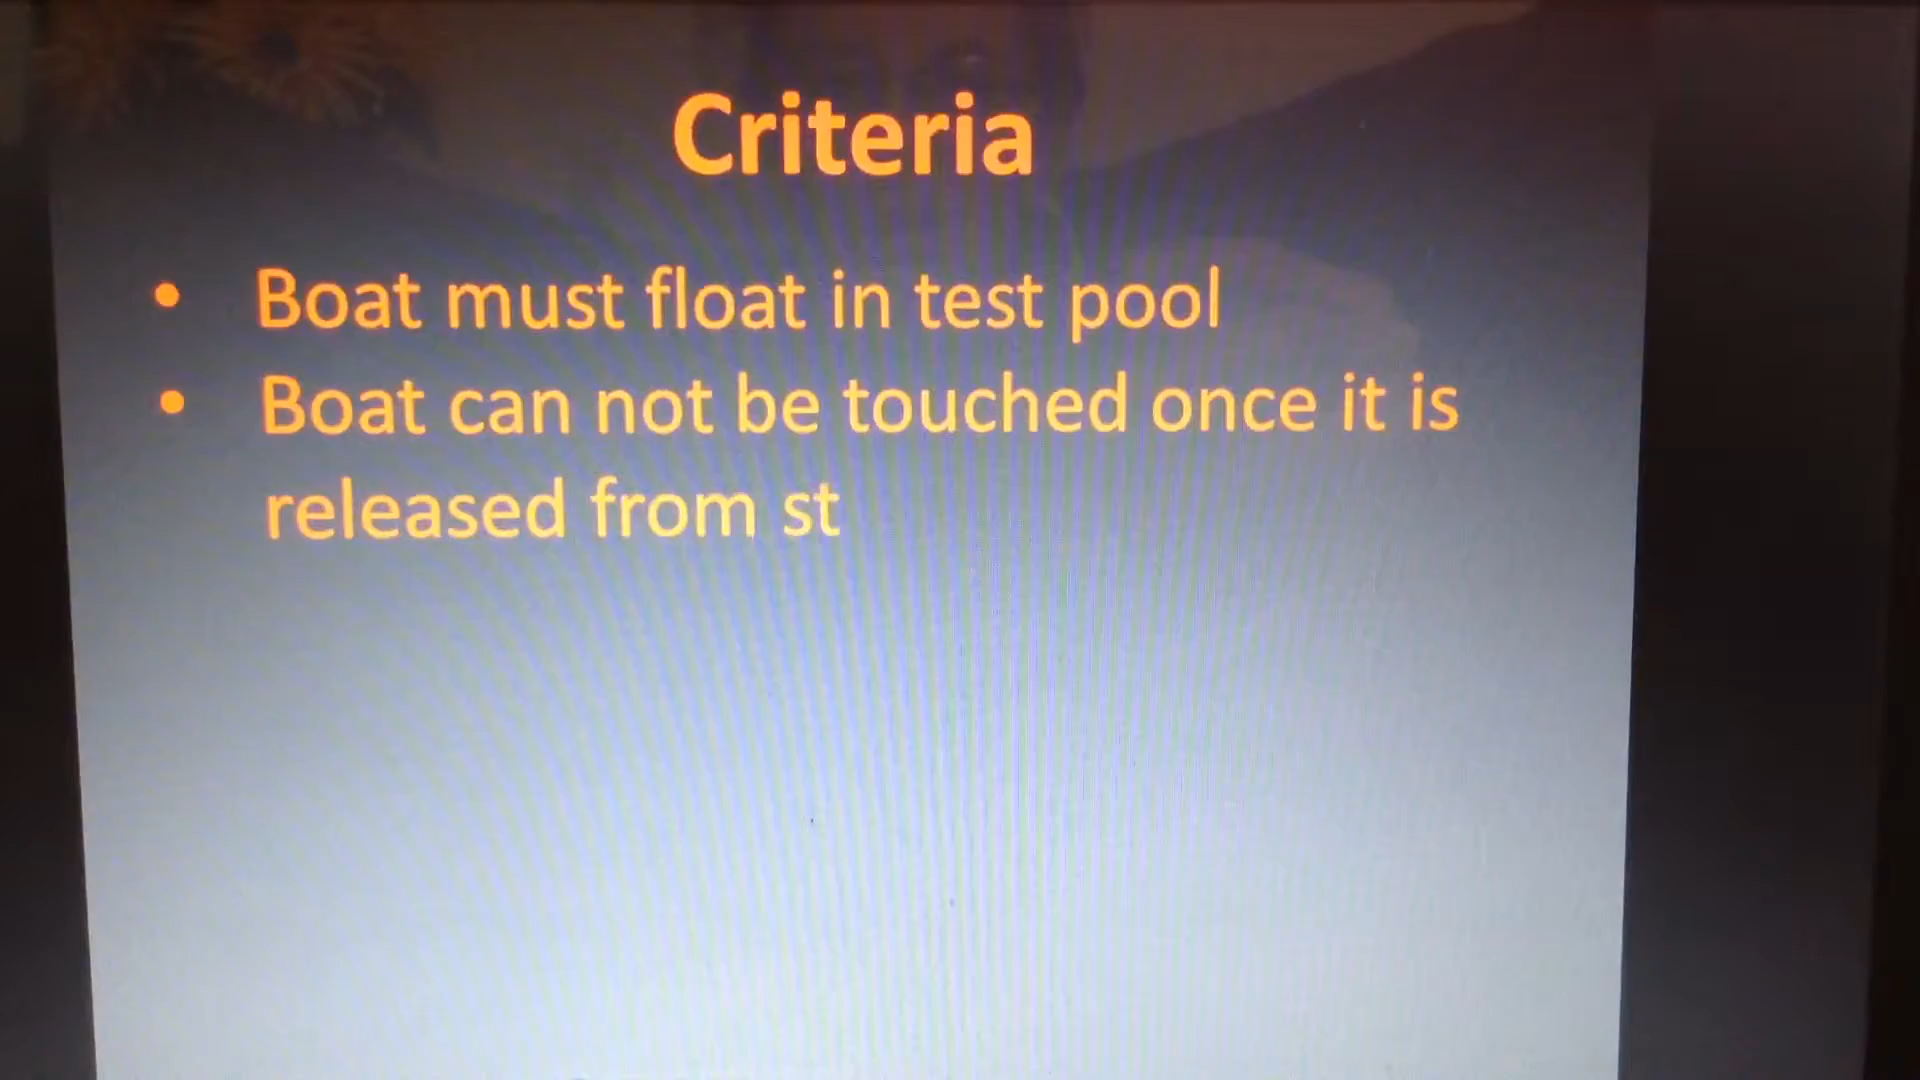 Criteria
• Boat must float in test pool
• Boat can not be touched once it is
released from st